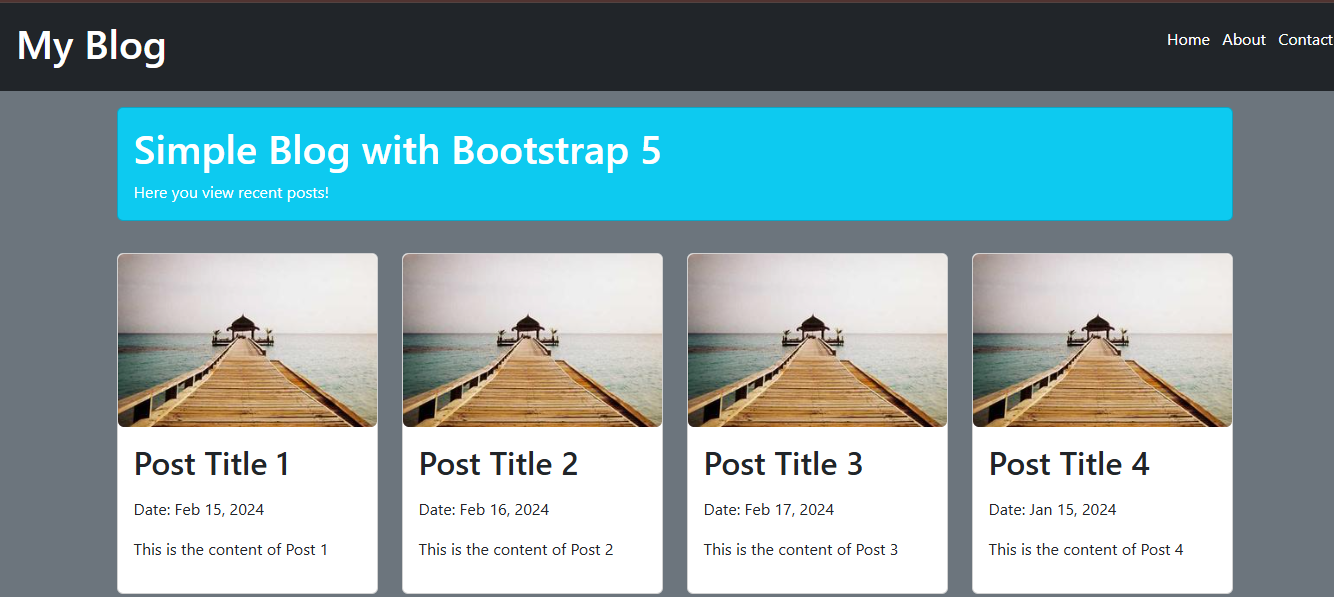 My Blog
Home About Contact
Simple Blog with Bootstrap 5
Here you view recent posts!
Post Title 1
Date: Feb 15, 2024
This is the content of Post 1
Post Title 2
Date: Feb 16, 2024
This is the content of Post 2
Post Title 3
Date: Feb 17, 2024
This is the content of Post 3
Post Title 4
Date: Jan 15, 2024
This is the content of Post 4